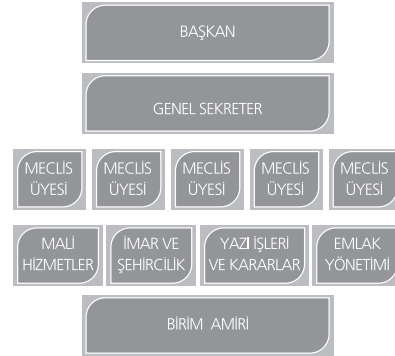 BAŞKAN
GENEL SEKRETER
MECLİS MECLİS MECLİS MECLİS MECLİS
ÜYESİ ÜYESİ ÜYESİ ÜYESİ ÜYESİ
MALİ İMAR VE YAZI İŞLERİ EMLAK
HİZMETLER ŞEHİRCİLİK VE KARARLAR YÖNETİMİ
BİRİM AMİRİ